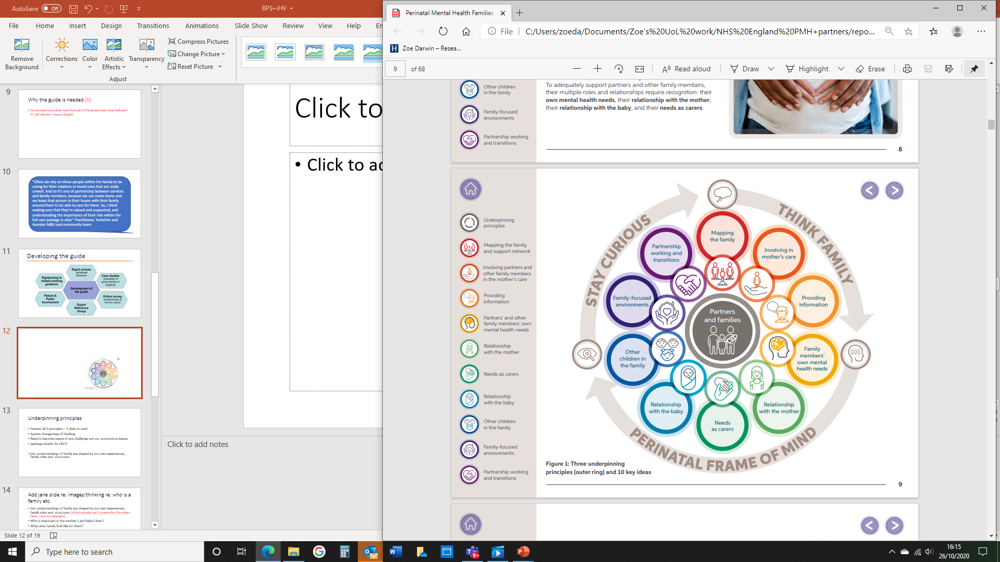 AutoSave Off
BPS+iHV
File Home Insert Design Transitions Animations Slide Show Review View Help
Remove
Background
Corrections
Color
Artistic
Effects
Transparency
Compress Pictures
Change Picture
Reset Picture
Adjust
9
Why the guide is needed (II)
• Do we want any other text from p6 of the guide (see notes below)?
It's all relevant. Issue is length.
10
"Often we rely on these people within the family to be
caring for their relatives or loved ones that are really
unwell. And so it's one of partnership between services
and family members, because we can come home and
we leave that person in their house with their family
around them to be able to care for them. So, I think
making sure that they're valued and supported, and
understanding the importance of their role within the
full care package is vital." Practitioner, Yorkshire and
Humber MBU and community team
11
Developing the guide
Rapid reviews
(published
literature)
Signposting to
related existing
guidance
Case studies
(examples of
good practice in
England)
Development of
the guide
Patient &
Public
Involvement
Online survey
(professionals &
service users)
Expert
Reference
Group
12
13
Underpinning principles
• Present all 3 principles – 1 slide on each
• System change/way of thinking
• Need to become aware of any challenge are our unconscious biases
• (perhaps briefer for iHV?)
• Our understandings of family are shaped by our own experiences,
family roles and structures
14
Add jane slide re: images/thinking re: who is a
family etc
• Our understandings of family are shaped by our own experiences,
family roles and structures (unfortunately can't screenshot the video
here – due to copyright)
• Who is important in the mother's and baby's lives?
• What does family look like for them?
Click to
• Click to
Click to add notes
Slide 12 of 19
Perinatal Mental Health Families
File C:/Users/zoeda/Documents/Zoe's%20UoL%20work/NHS%20England%20PMH+partners/repo...
Zoe Darwin – Resea...
9 of 68
Read aloud Draw Highlight Erase
Other children
in the family
Family-focused
environments
Partnership working
and transitions
To adequately support partners and other family members,
their multiple roles and relationships require recognition: their
own mental health needs, their relationship with the mother,
their relationship with the baby, and their needs as carers.
8
Underpinning
principles
Mapping the family
and support network
Involving partners and
other family members
in the mother's care
Providing
information
Partners' and other
family members' own
mental health needs
Relationship
with the mother
Needs as carers
Relationship
with the baby
Other children
in the family
Family-focused
environments
Partnership working
and transitions
STAY CURIOUS
THINK FAMILY
PERINATAL FRAME OF MIND
Mapping
the family
Involving in
mother's care
Providing
information
Family
members'
own mental
health needs
Relationship
with the mother
Needs
as carers
Relationship
with the baby
Other
children in
the family
Family-focused
environments
Partnership
working and
transitions
Partners
and families
Figure 1: Three underpinning
principles (outer ring) and 10 key ideas
9
Type here to search
9+
16:15
26/10/2020